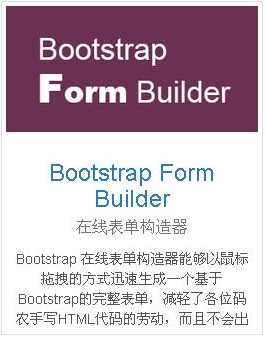 Bootstrap
Form Builder
Bootstrap Form
Builder
在线表单构造器
Bootstrap 在线表单构造器能够以鼠标
拖拽的方式迅速生成一个基于
Bootstrap的完整表单，减轻了各位码
农手写HTML代码的劳动，而且不会出